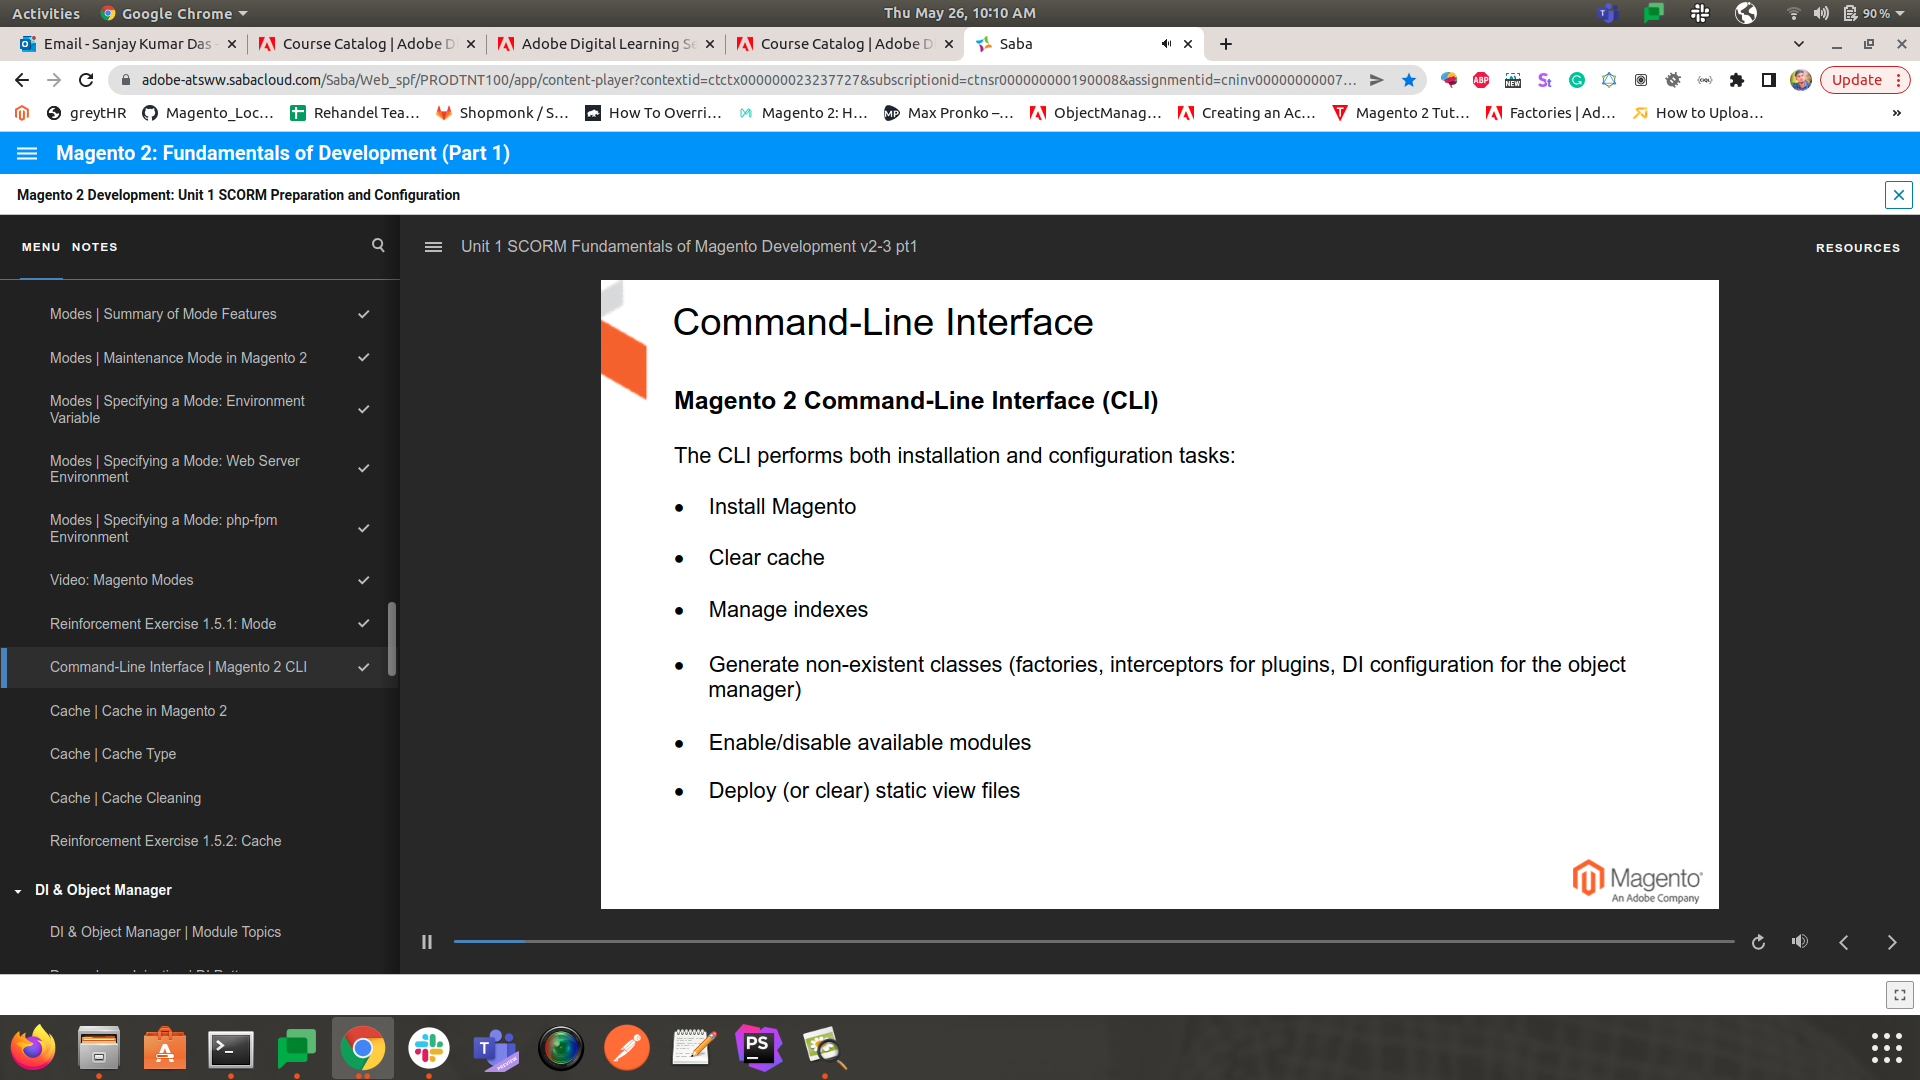 Activities
Google Chrome
Thu May 26, 10:10 AM
90 %
Email - Sanjay Kumar Das -
Course Catalog | Adobe D
Adobe Digital Learning Se
Course Catalog | Adobe D
Saba
adobe-atsww.sabacloud.com/Saba/Web_spf/PRODTNT100/app/content-player?contextid=ctctx000000023237727&subscriptionid=ctnsr000000000190008&assignmentid=cninv00000000007...
Update
greyHR
Magento_Loc...
Rehandel Tea...
Shopmonk / S...
How To Overri...
Magento 2: H...
Max Pronko –...
ObjectManag...
Creating an Ac...
Magento 2 Tut...
Factories | Ad...
How to Uploa...
»
Magento 2: Fundamentals of Development (Part 1)
Magento 2 Development: Unit 1 SCORM Preparation and Configuration
MENU NOTES
Unit 1 SCORM Fundamentals of Magento Development v2-3 pt1
RESOURCES
Modes | Summary of Mode Features
Modes | Maintenance Mode in Magento 2
Modes | Specifying a Mode: Environment
Variable
Modes | Specifying a Mode: Web Server
Environment
Modes | Specifying a Mode: php-fpm
Environment
Video: Magento Modes
Reinforcement Exercise 1.5.1: Mode
Command-Line Interface | Magento 2 CLI
Cache | Cache in Magento 2
Cache | Cache Type
Cache | Cache Cleaning
Reinforcement Exercise 1.5.2: Cache
DI & Object Manager
DI & Object Manager | Module Topics
Command-Line Interface
Magento 2 Command-Line Interface (CLI)
The CLI performs both installation and configuration tasks:
• Install Magento
• Clear cache
• Manage indexes
• Generate non-existent classes (factories, interceptors for plugins, DI configuration for the object
manager)
• Enable/disable available modules
• Deploy (or clear) static view files
Magento
An Adobe Company